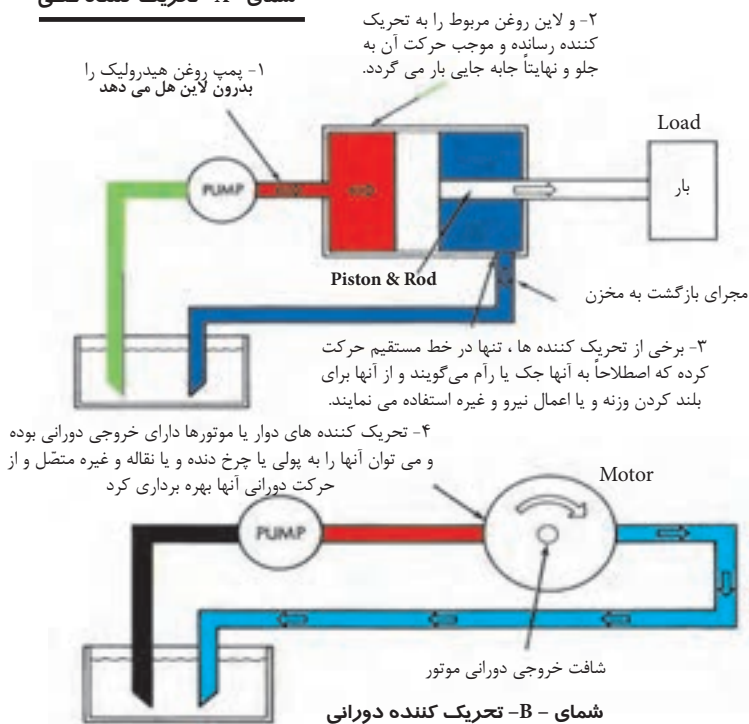 ۲- و لاین روغن مربوط را به تحریک
کننده رسانده و موجب حرکت آن به
جلو و نهایتاً جابه جایی بار می گردد.
۱- پمپ روغن هیدرولیک را
بدرون لاین هل می دهد
Load
PUMP
بار
Piston & Rod
مجرای بازگشت به مخزن
۳- برخی از تحریک کننده ها ، تنها در خط مستقیم حرکت
کرده که اصطلاحاً به آنها جک یا رآم می‌گویند و از آنها برای
بلند کردن وزنه و یا اعمال نیرو و غیره استفاده می نمایند.
۴- تحریک کننده های دوار یا موتورها دارای خروجی دورانی بوده
و می توان آنها را به پولی یا چرخ دنده و یا نقاله و غیره متصّل و از
حرکت دورانی آنها بهره برداری کرد
Motor
PUMP
شافت خروجی دورانی موتور
شمای – B- تحریک کننده دورانی